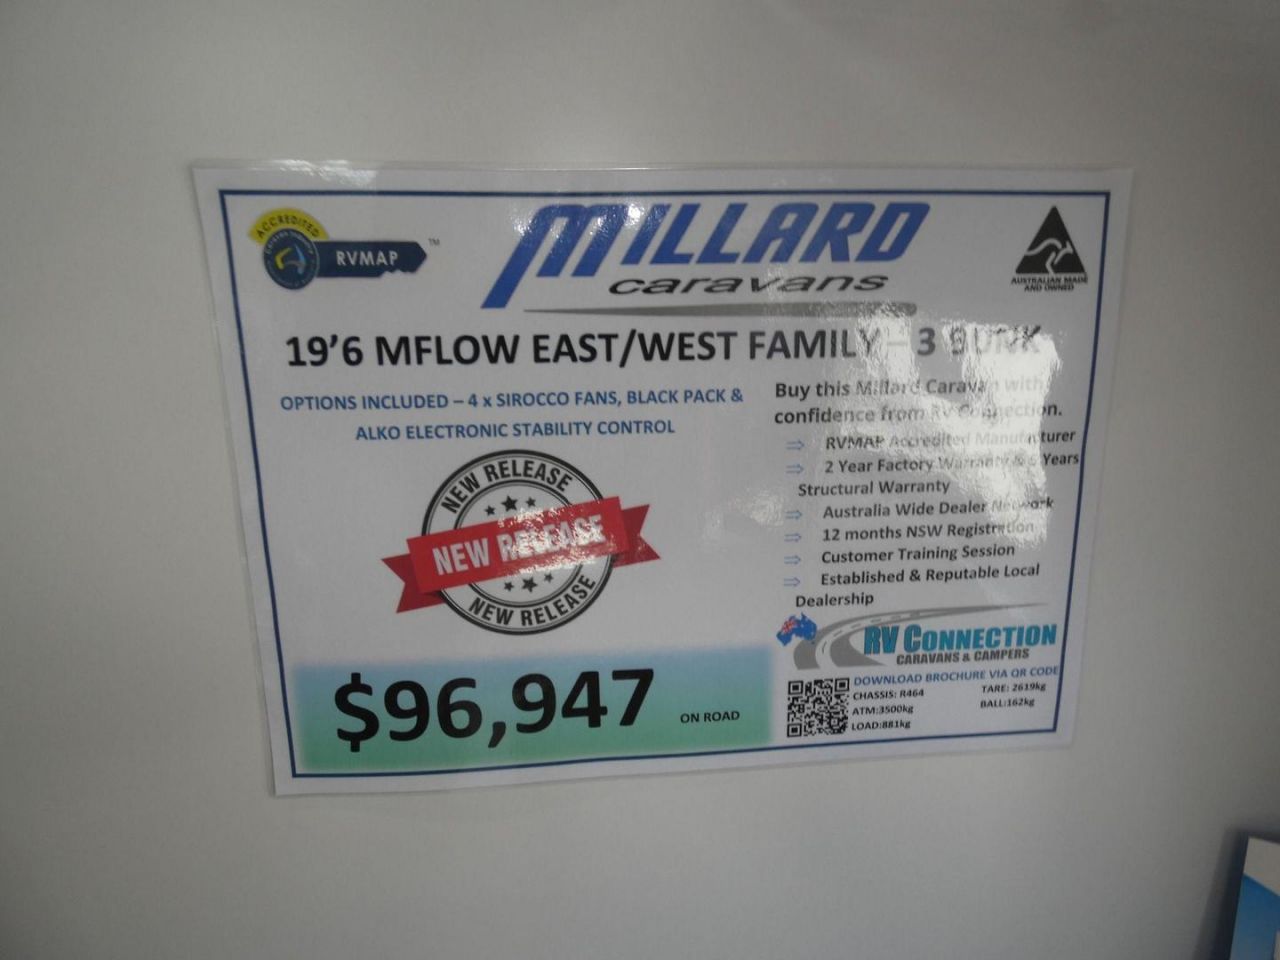 ACCREDITED
RVMAP
TM
MILLARD
caravans
AUSTRALIAN MADE
AND OWNED
19'6 MFLOW EAST/WEST FAMILY – 3 BUNK
OPTIONS INCLUDED – 4 x SIROCCO FANS, BLACK PACK &
ALKO ELECTRONIC STABILITY CONTROL
NEW RELEASE
NEW RELEASE
NEW RELEASE
Buy this Millard Caravan with
confidence from RV Connection.
⇒ RVMAP Accredited Manufacturer
⇒ 2 Year Factory Warranty & Years
Structural Warranty
⇒ Australia Wide Dealer Network
⇒ 12 months NSW Registration
⇒ Customer Training Session
⇒ Established & Reputable Local
Dealership
RV CONNECTION
CARAVANS & CAMPERS
DOWNLOAD BROCHURE VIA QR CODE
CHASSIS: R464 TARE: 2619kg
ATM:3500kg BALL:162kg
LOAD:881kg
$96,947 ON ROAD